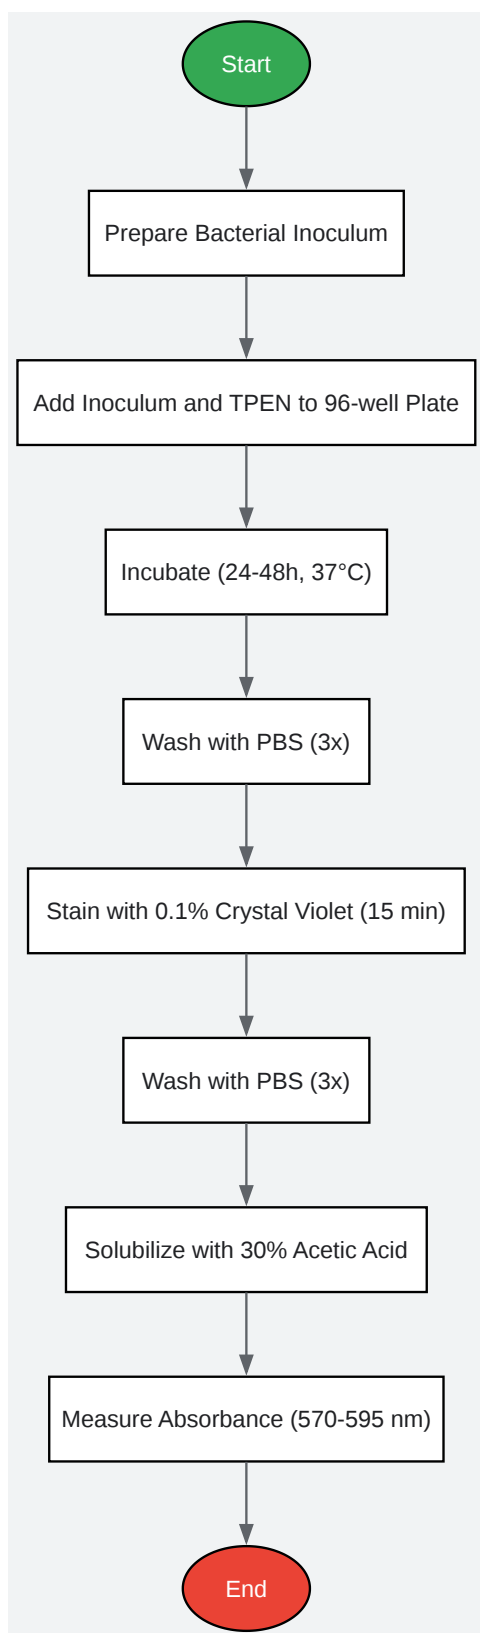 Start
Prepare Bacterial Inoculum
Add Inoculum and TPEN to 96-well Plate
Incubate (24-48h, 37°C)
Wash with PBS (3x)
Stain with 0.1% Crystal Violet (15 min)
Wash with PBS (3x)
Solubilize with 30% Acetic Acid
Measure Absorbance (570-595 nm)
End